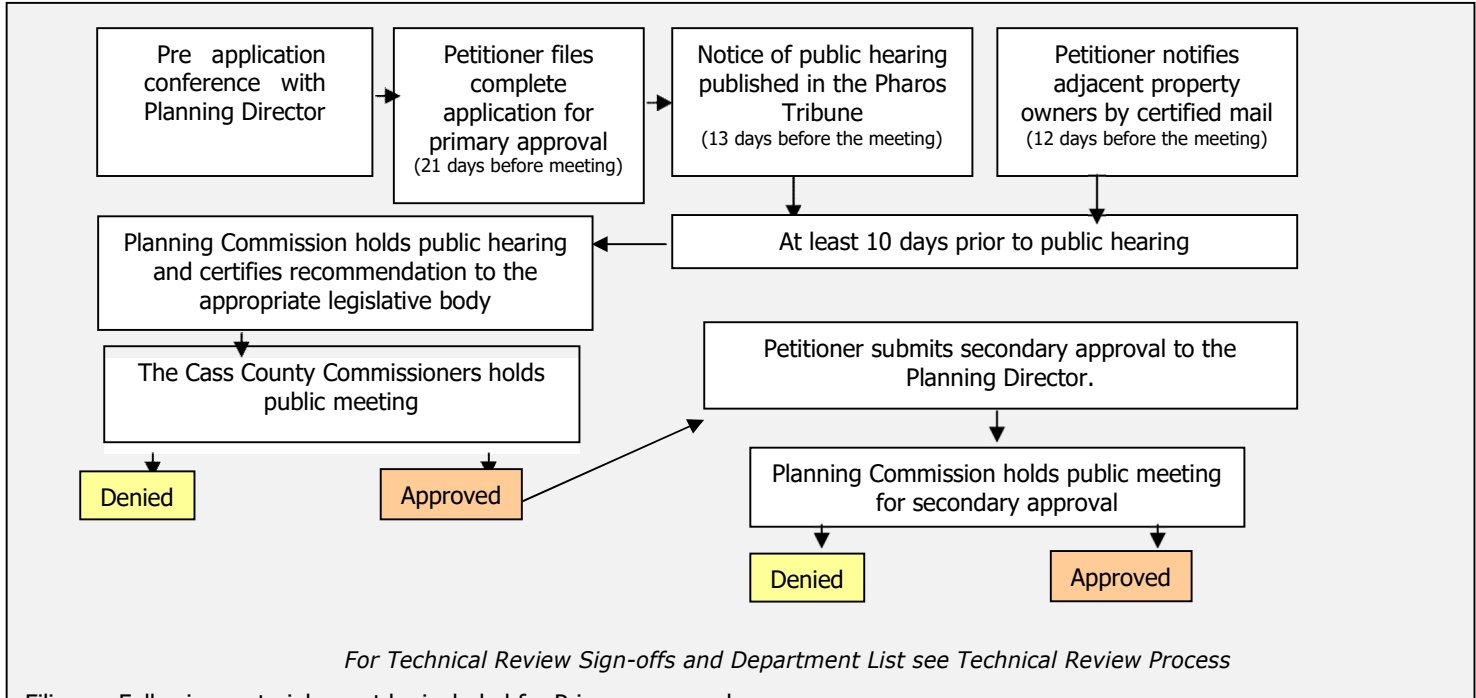 Pre application
conference with
Planning Director
Petitioner files
complete
application for
primary approval
(21 days before meeting)
Notice of public hearing
published in the Pharos
Tribune
(13 days before the meeting)
Petitioner notifies
adjacent property
owners by certified mail
(12 days before the meeting)
At least 10 days prior to public hearing
Planning Commission holds public hearing
and certifies recommendation to the
appropriate legislative body
The Cass County Commissioners holds
public meeting
Denied
Approved
Petitioner submits secondary approval to the
Planning Director.
Planning Commission holds public meeting
for secondary approval
Denied
Approved
For Technical Review Sign-offs and Department List see Technical Review Process